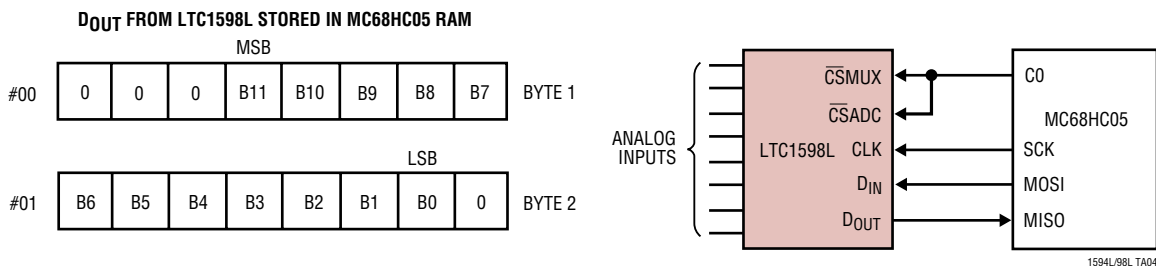 DOUT FROM LTC1598L STORED IN MC68HC05 RAM
MSB
#00 0 0 0 B11 B10 B9 B8 B7 BYTE 1
LSB
#01 B6 B5 B4 B3 B2 B1 B0 0 BYTE 2
ANALOG
INPUTS
LTC1598L
C̅S̅MUX
C̅S̅ADC
CLK
DIN
DOUT
C0
MC68HC05
SCK
MOSI
MISO
1594L/98L TA04